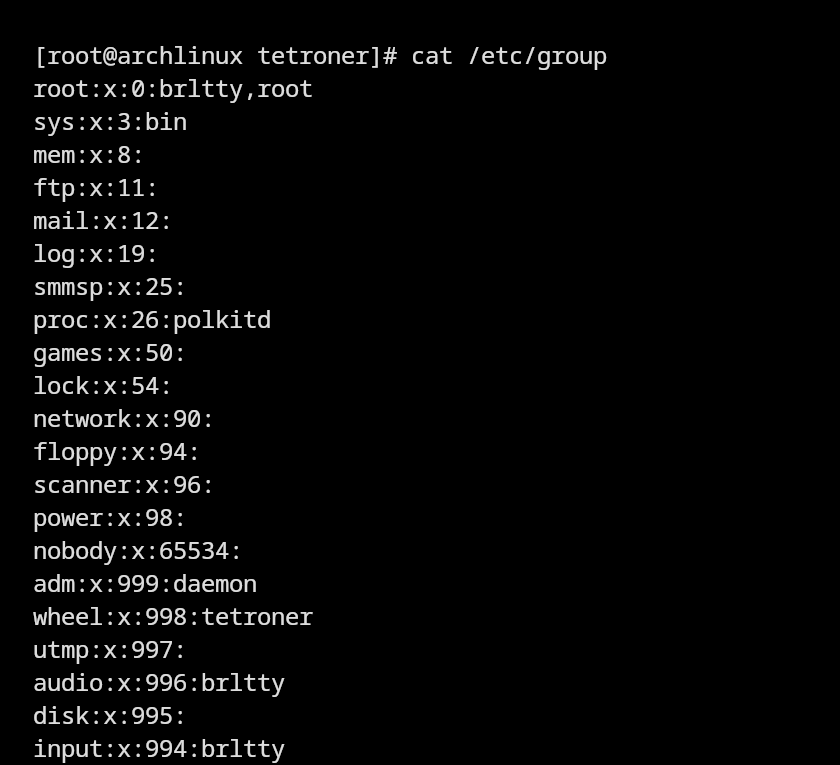 [root@archlinux tetroner]# cat /etc/group
root:x:0:brltty,root
sys:x:3:bin
mem:x:8:
ftp:x:11:
mail:x:12:
log:x:19:
smmsp:x:25:
proc:x:26:polkitd
games:x:50:
lock:x:54:
network:x:90:
floppy:x:94:
scanner:x:96:
power:x:98:
nobody:x:65534:
adm:x:999:daemon
wheel:x:998:tetroner
utmp:x:997:
audio:x:996:brltty
disk:x:995:
input:x:994:brltty